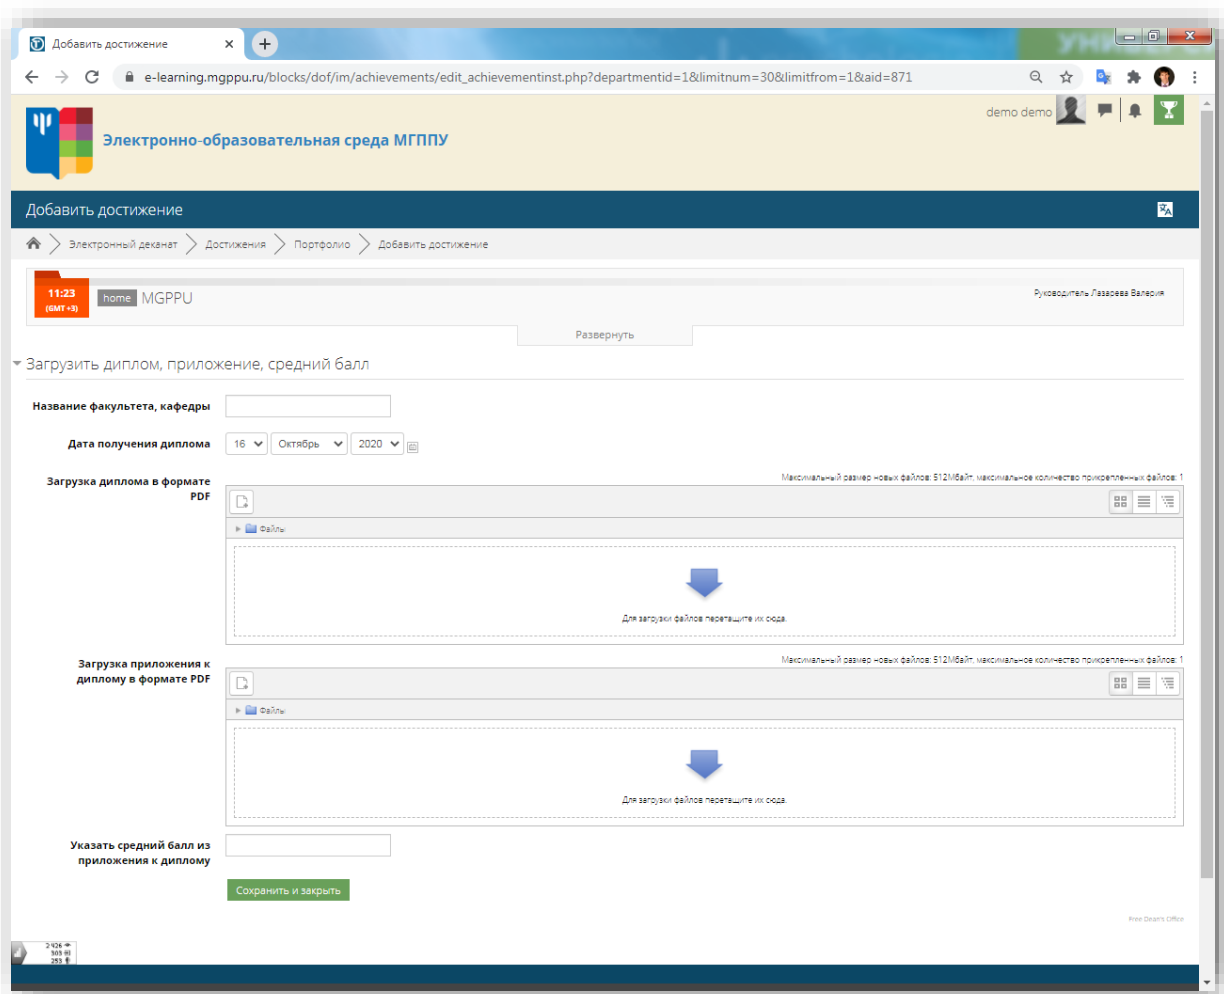 УНИВЕРС
Добавить достижение
e-learning.mgppu.ru/blocks/dof/im/achievements/edit_achievementinst.php?departmentid=1&limitnum=30&limitfrom=1&aid=871
demo demo
Электронно-образовательная среда МГППУ
Добавить достижение
Электронный деканат Достижения Портфолио Добавить достижение
11:23
(GMT+3)
home MGPPU
Руководитель Лазарева Валерия
Развернуть
Загрузить диплом, приложение, средний балл
Название факультета, кафедры
Дата получения диплома 16 Октябрь 2020
Загрузка диплома в формате
PDF
Максимальный размер новых файлов: 512Мбайт, максимальное количество прикрепленных файлов: 1
Файлы
Для загрузки файлов перетащите их сюда.
Загрузка приложения к
диплому в формате PDF
Максимальный размер новых файлов: 512Мбайт, максимальное количество прикрепленных файлов: 1
Файлы
Для загрузки файлов перетащите их сюда.
Указать средний балл из
приложения к диплому
Сохранить и закрыть
Free Dean's Office
2 926
303
253